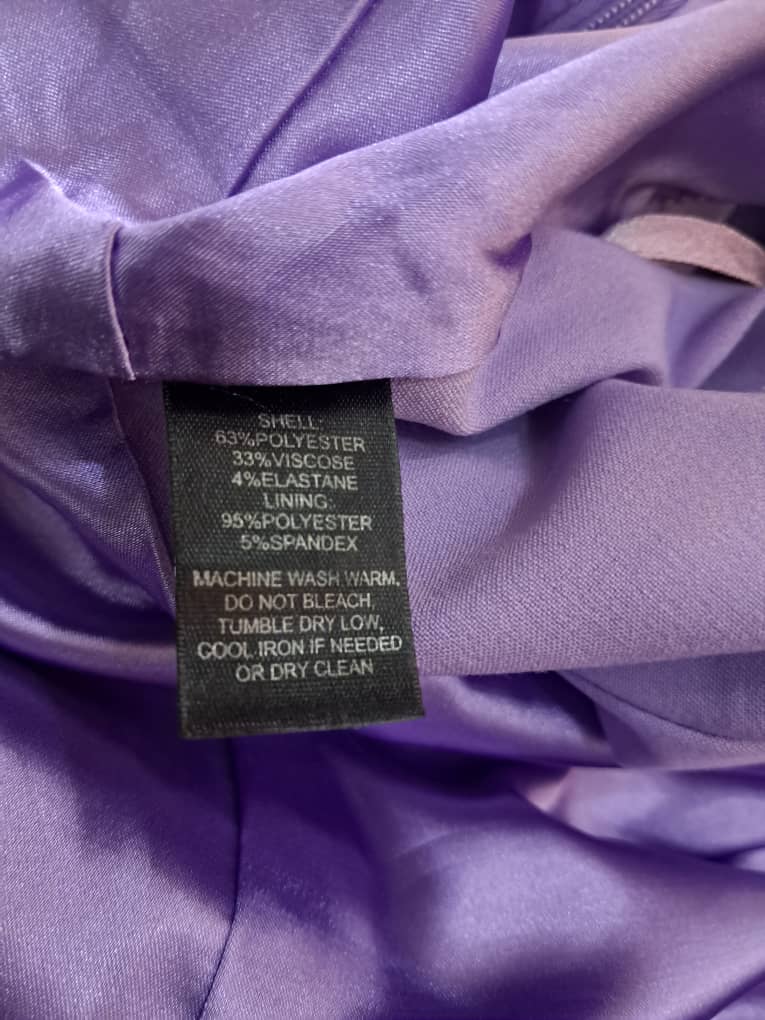 SHELL:
63%POLYESTER
33%VISCOSE
4%ELASTANE
LINING:
95%POLYESTER
5%SPANDEX
MACHINE WASH WARM,
DO NOT BLEACH,
TUMBLE DRY LOW,
COOL IRON IF NEEDED
OR DRY CLEAN